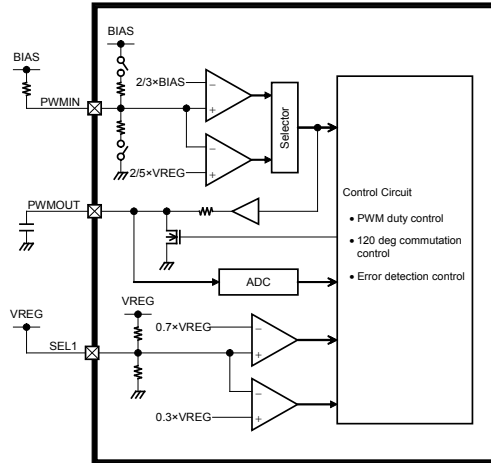 BIAS
BIAS
2/3×BIAS
PWMIN
Selector
2/5×VREG
PWMOUT
Control Circuit
• PWM duty control
• 120 deg commutation
control
• Error detection control
ADC
VREG
VREG
0.7×VREG
SEL1
0.3×VREG
−
+
−
+
−
+
−
+